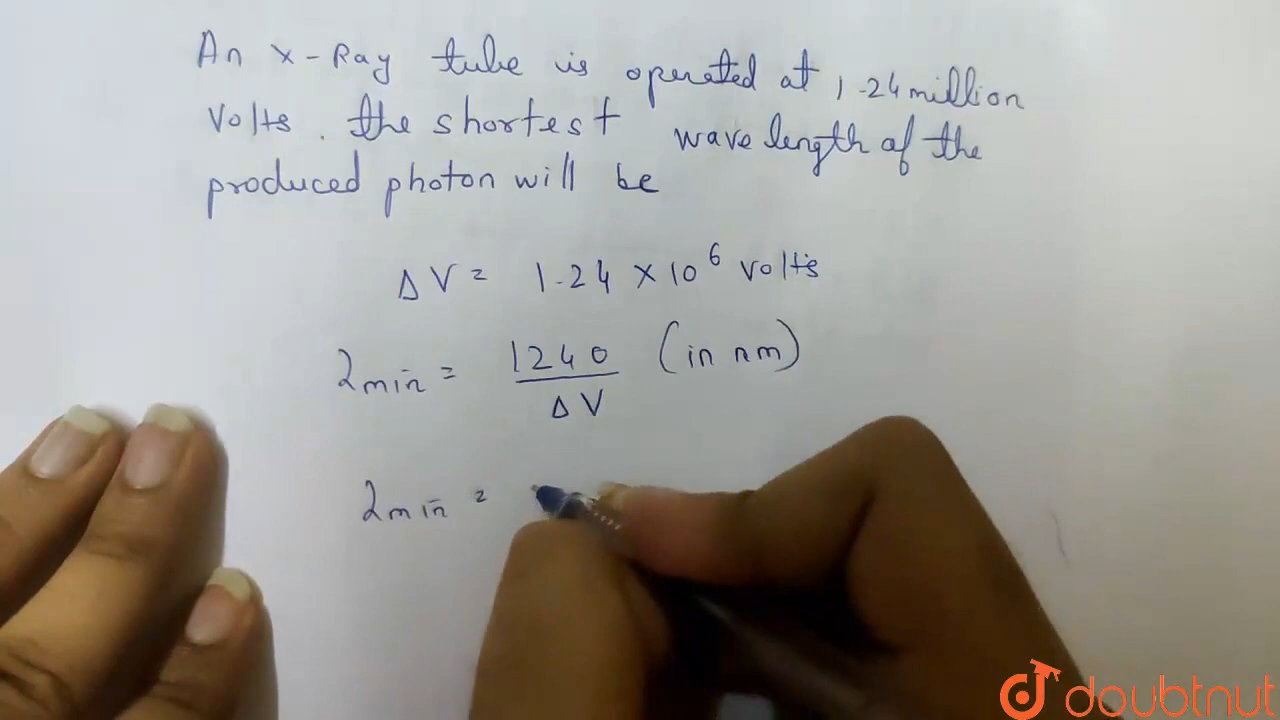 An X-Ray tube is operated at 1.24 million
Volts. the shortest wave length of the
produced photon will be
ΔV = 1.24 × 10⁶ Volts
λmin = 1240 / ΔV (in nm)
λmin =
doubtnut